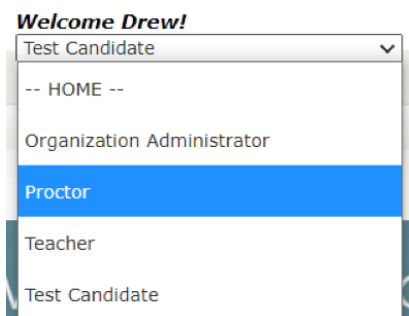 Welcome Drew!
Test Candidate
-- HOME --
Organization Administrator
Proctor
Teacher
Test Candidate